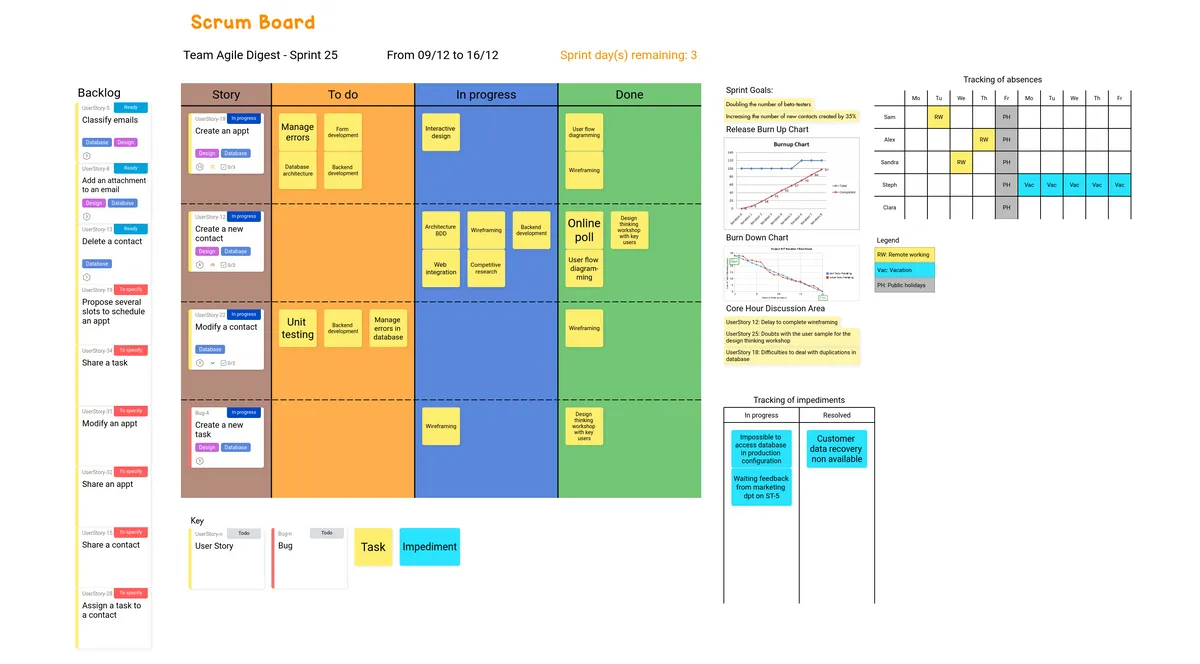 Scrum Board
Team Agile Digest - Sprint 25
From 09/12 to 16/12
Sprint day(s) remaining: 3
Backlog
UserStory-5
Ready
Classify emails
Database
Design
UserStory-8
Ready
Add an attachment
to an email
Design
Database
UserStory-13
Ready
Delete a contact
Database
UserStory-19
To specify
Propose several
slots to schedule
an appt
UserStory-34
To specify
Share a task
UserStory-31
To specify
Modify an appt
UserStory-32
To specify
Share an appt
UserStory-15
To specify
Share a contact
UserStory-28
To specify
Assign a task to
a contact
Story
To do
In progress
Done
UserStory-18
In progress
Create an appt
Design
Database
0/3
Manage
errors
Form
development
Database
architecture
Backend
development
Interactive
design
User flow
diagramming
Wireframing
UserStory-12
In progress
Create a new
contact
Design
Database
0/2
Architecture
BDD
Wireframing
Backend
development
Web
integration
Competitive
research
Online
poll
Design
thinking
workshop
with key
users
User flow
diagram-
ming
UserStory-22
In progress
Modify a contact
Database
0/2
Unit
testing
Backend
development
Manage
errors in
database
Wireframing
Bug-4
In progress
Create a new
task
Design
Database
Wireframing
Design
thinking
workshop
with key
users
Key
UserStory-n
Todo
User Story
Bug-n
Todo
Bug
Task
Impediment
Sprint Goals:
Doubling the number of beta-testers
Increasing the number of new contacts created by 35%
Release Burn Up Chart
Burnup Chart
Burn Down Chart
Core Hour Discussion Area
UserStory 12: Delay to complete wireframing
UserStory 25: Doubts with the user sample for the
design thinking workshop
UserStory 18: Difficulties to deal with duplications in
database
Tracking of absences
Mo Tu We Th Fr Mo Tu We Th Fr
Sam RW PH
Alex RW PH
Sandra RW PH
Steph PH Vac Vac Vac Vac Vac
Clara PH
Legend
RW: Remote working
Vac: Vacation
PH: Public holidays
Tracking of impediments
In progress
Resolved
Impossible to
access database
in production
configuration
Waiting feedback
from marketing
dpt on ST-5
Customer
data recovery
non available